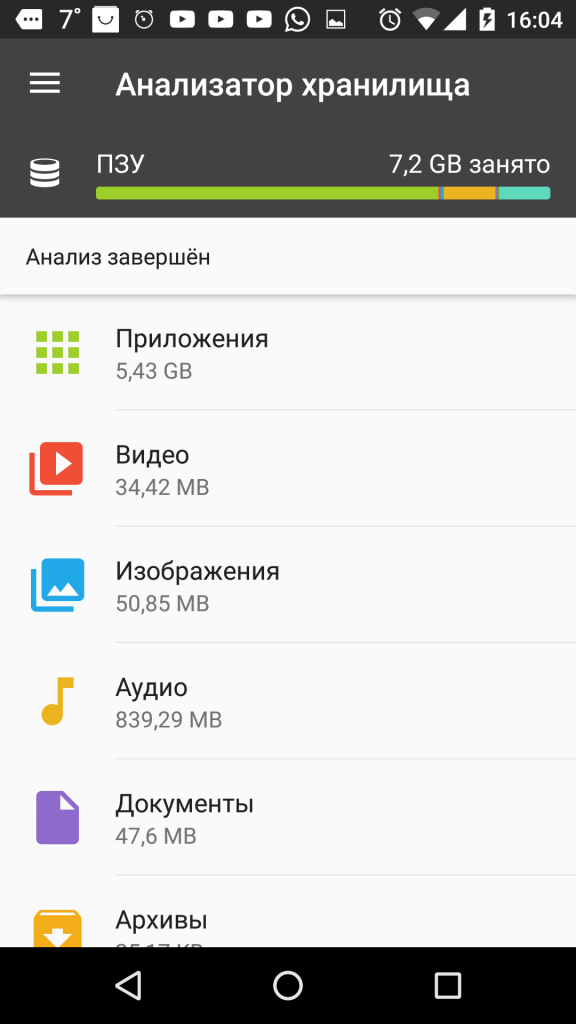 7° 16:04
Анализатор хранилища
ПЗУ 7,2 GB занято
Анализ завершён
Приложения
5,43 GB
Видео
34,42 MB
Изображения
50,85 MB
Аудио
839,29 MB
Документы
47,6 MB
Архивы